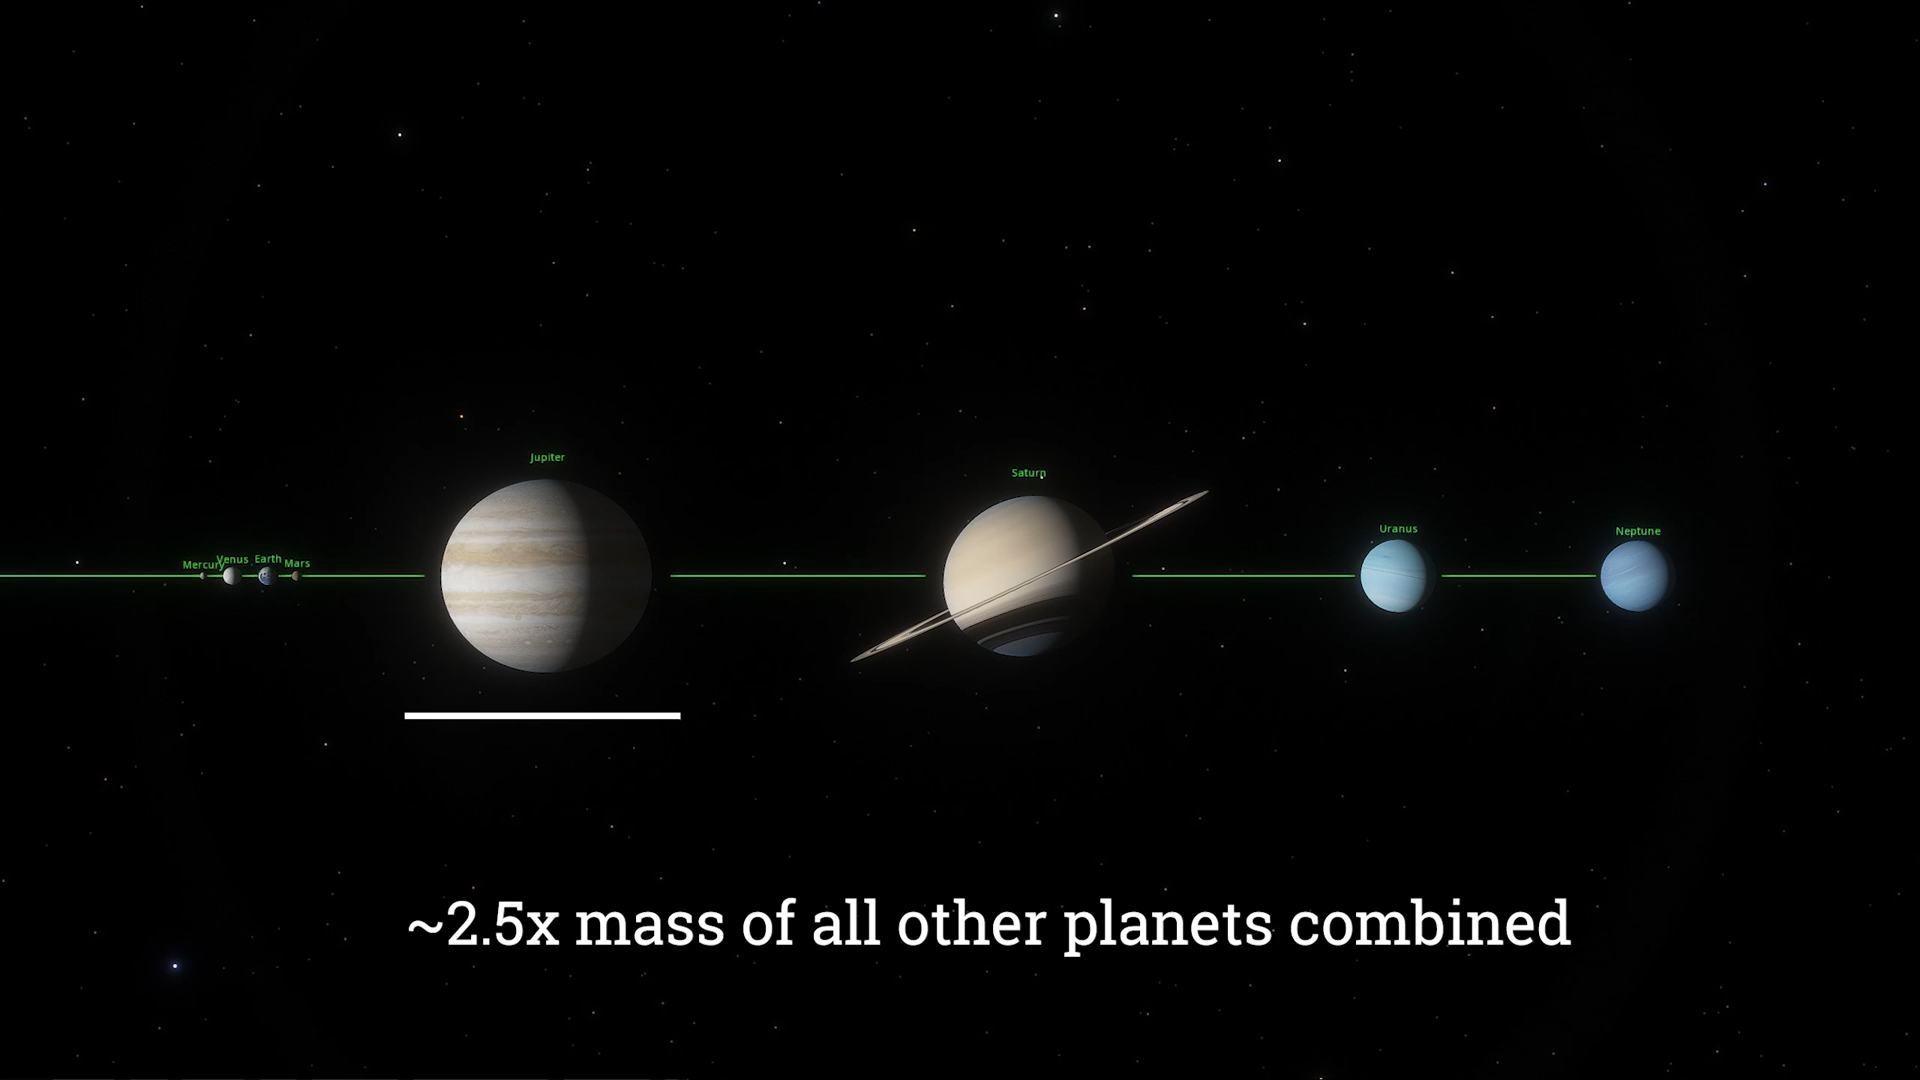 Jupiter
Saturn
Uranus
Neptune
Mercury Venus Earth Mars
~2.5x mass of all other planets combined